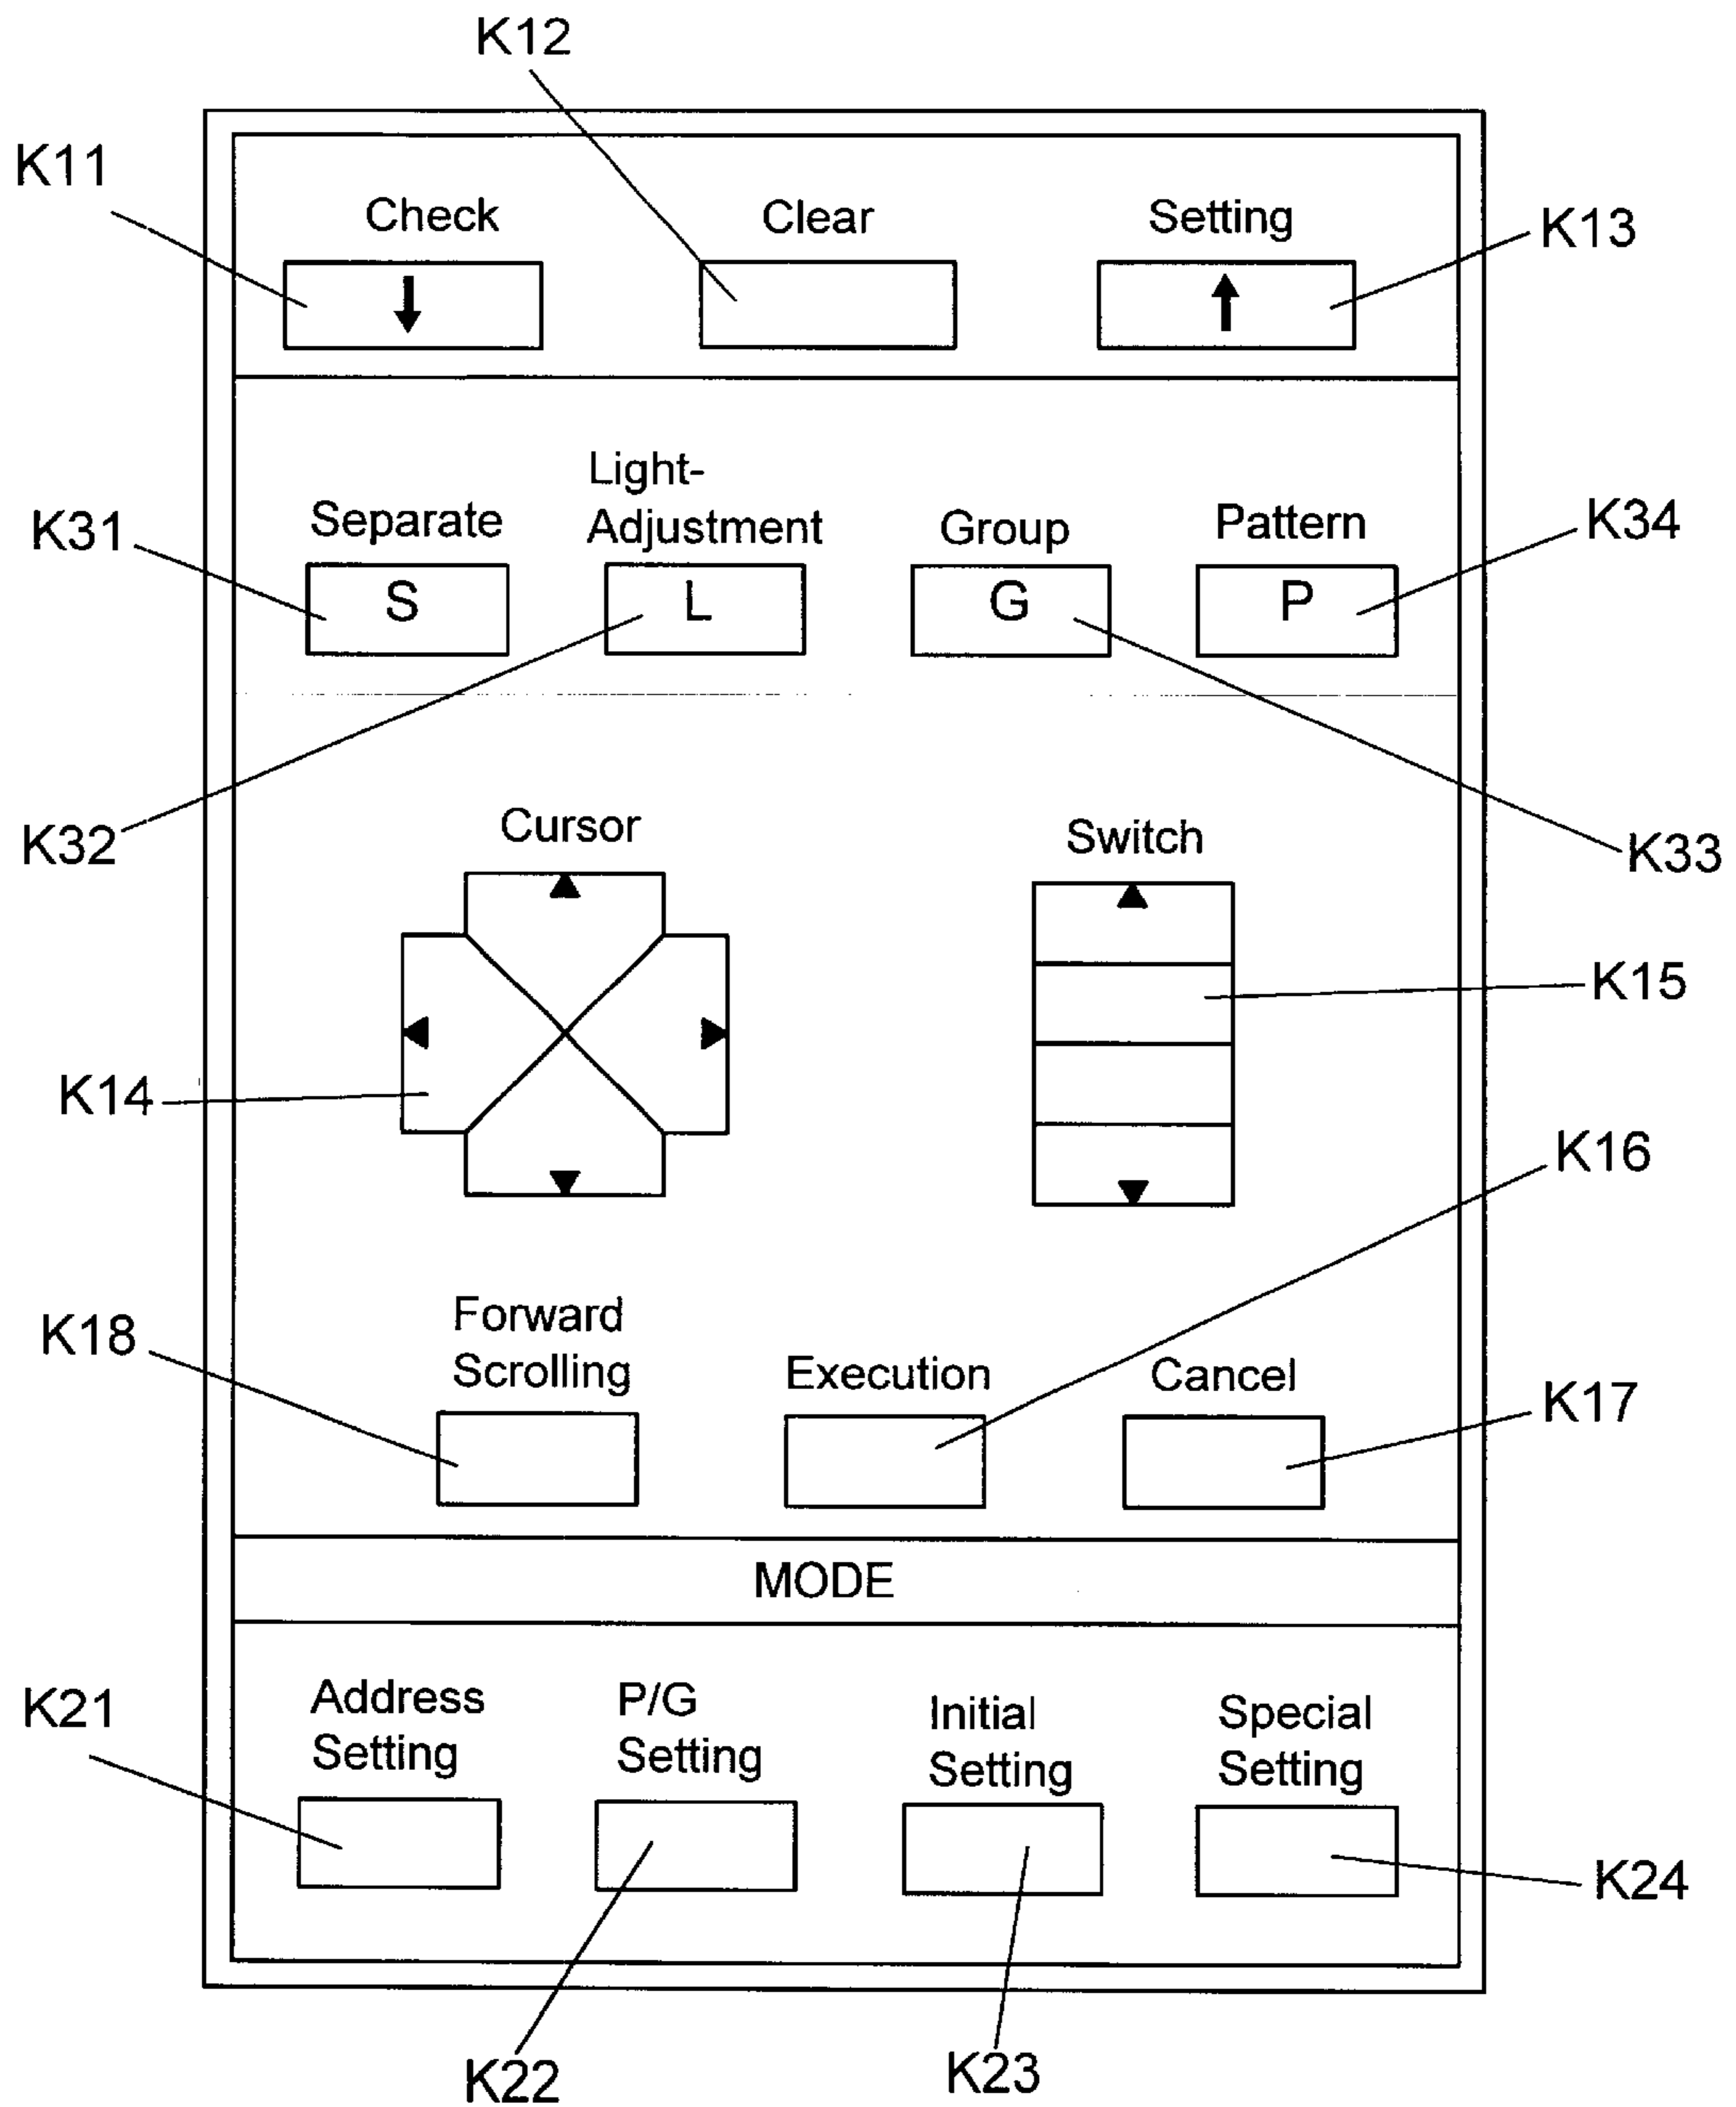 K12
K11
Check
Clear
Setting
K13
Light-
Adjustment
Separate
Group
Pattern
K31
K34
S
L
G
P
K32
K33
Cursor
Switch
K15
K14
K16
K18
Forward
Scrolling
Execution
Cancel
K17
MODE
K21
Address
Setting
P/G
Setting
Initial
Setting
Special
Setting
K24
K22
K23